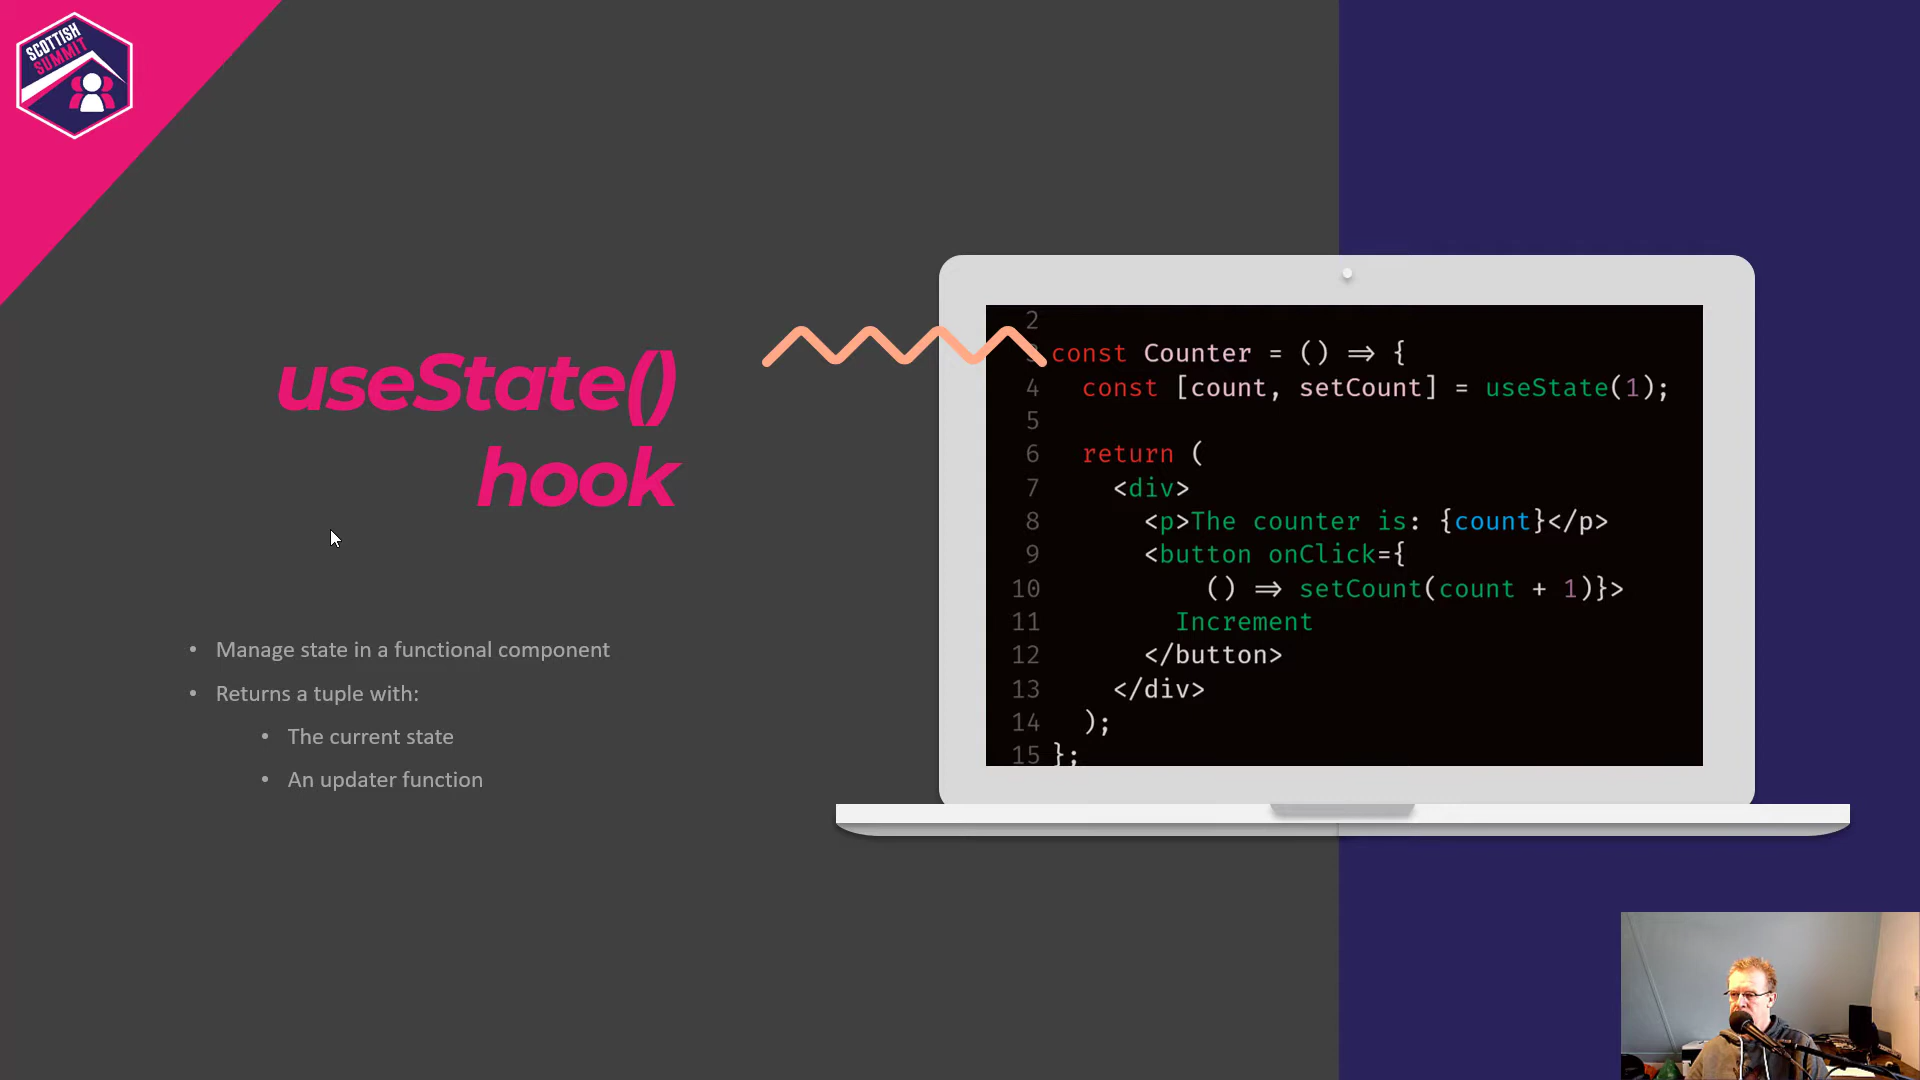 SCOTTISH
SUMMIT
useState()
hook
• Manage state in a functional component
• Returns a tuple with:
• The current state
• An updater function
2
3 const Counter = () => {
4 const [count, setCount] = useState(1);
5
6 return (
7 <div>
8 <p>The counter is: {count}</p>
9 <button onClick={
10 () => setCount(count + 1)}>
11 Increment
12 </button>
13 </div>
14 );
15 };